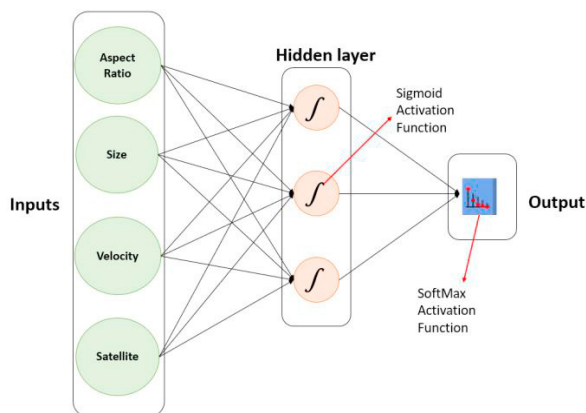 Aspect
Ratio
Size
Inputs
Velocity
Satellite
Hidden layer
∫
∫
∫
Sigmoid
Activation
Function
Output
SoftMax
Activation
Function